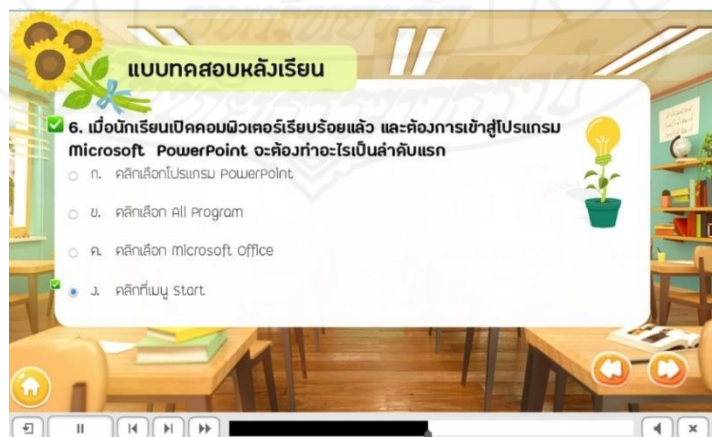 แบบทดสอบหลังเรียน
6. เมื่อนักเรียนเปิดคอมพิวเตอร์เรียบร้อยแล้ว และต้องการเข้าสู่โปรแกรม
Microsoft PowerPoint จะต้องทำอะไรเป็นลำดับแรก
ก. คลิกเลือกโปรแกรม PowerPoint
ข. คลิกเลือก All Program
ค. คลิกเลือก Microsoft Office
ง. คลิกที่เมนู Start